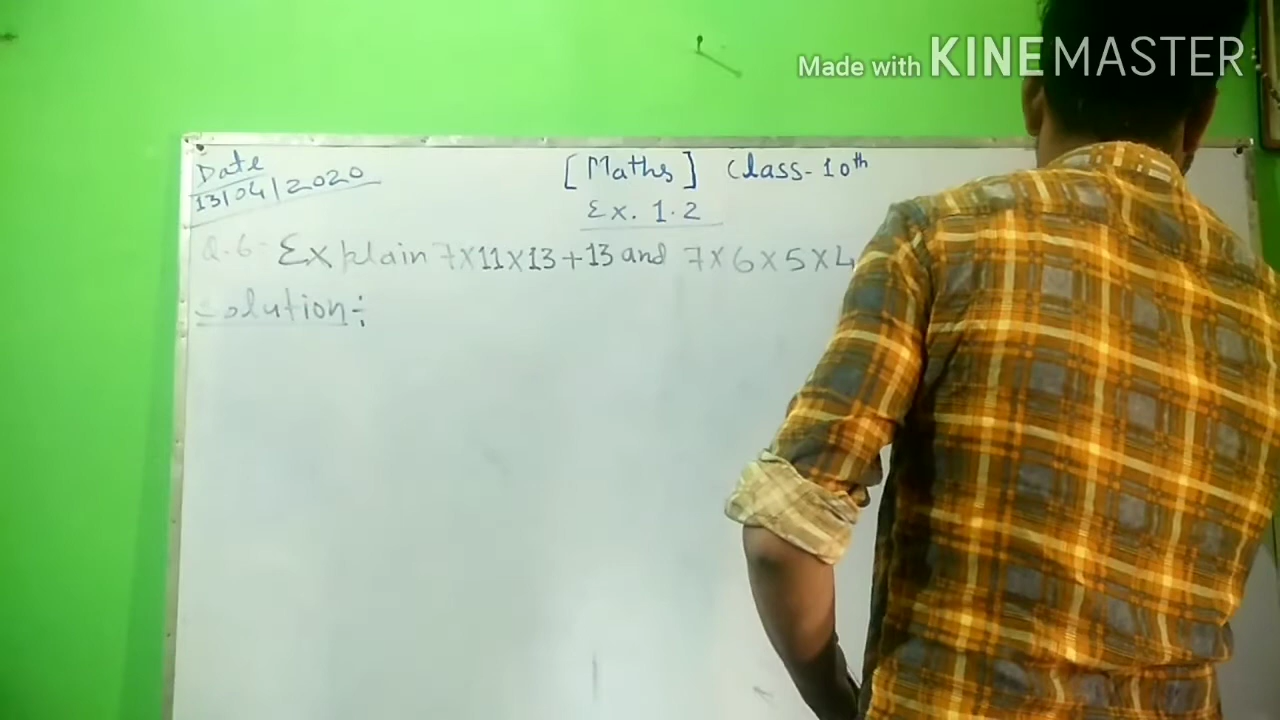 Made with KINEMASTER
Date
13/04/2020
[Maths] Class-10th
Ex. 1.2
Q.6- Explain 7×11×13+13 and 7×6×5×4
Solution÷